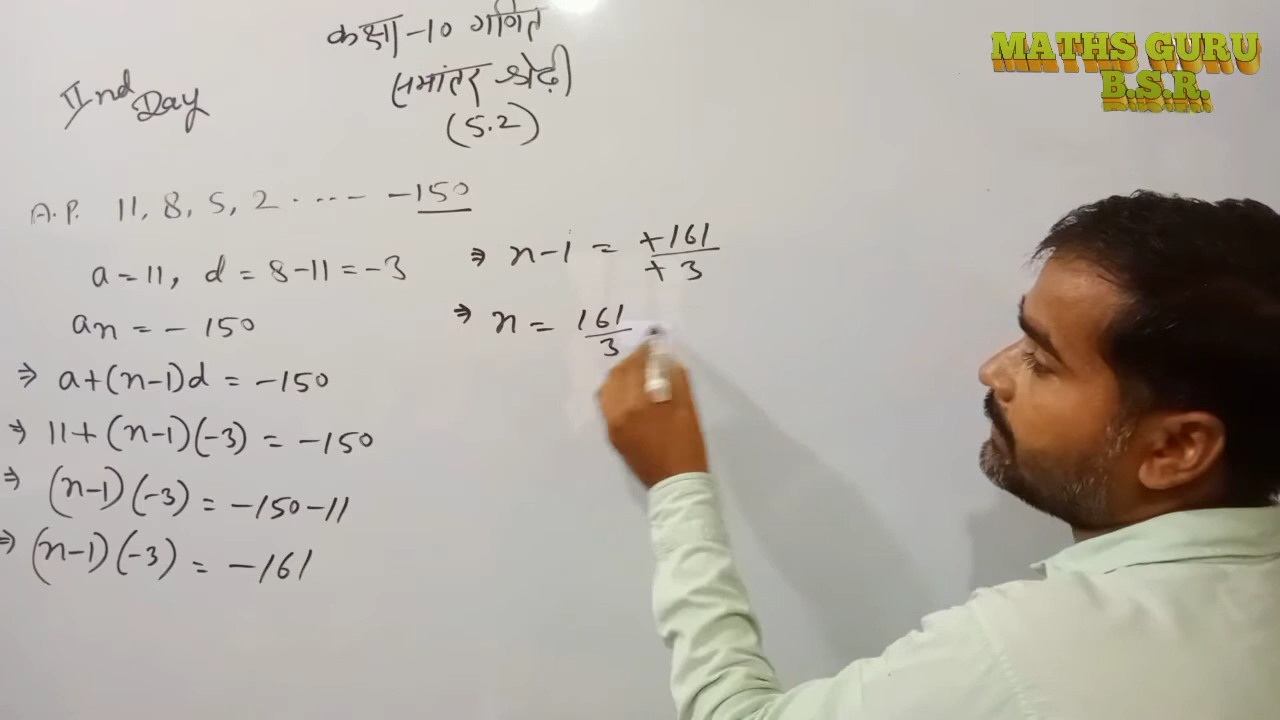 कक्षा-10 गणित
समांतर श्रेढ़ी
(5.2)
IInd Day
MATHS GURU
B.S.R.
A.P. 11, 8, 5, 2 ....--- -150
a=11, d = 8-11 = -3
an = - 150
⇒ a+(n-1)d = -150
⇒ 11+(n-1)(-3) = -150
⇒ (n-1)(-3) = -150-11
⇒ (n-1)(-3) = -161
⇒ n-1 = +161/+3
⇒ n = 161/3